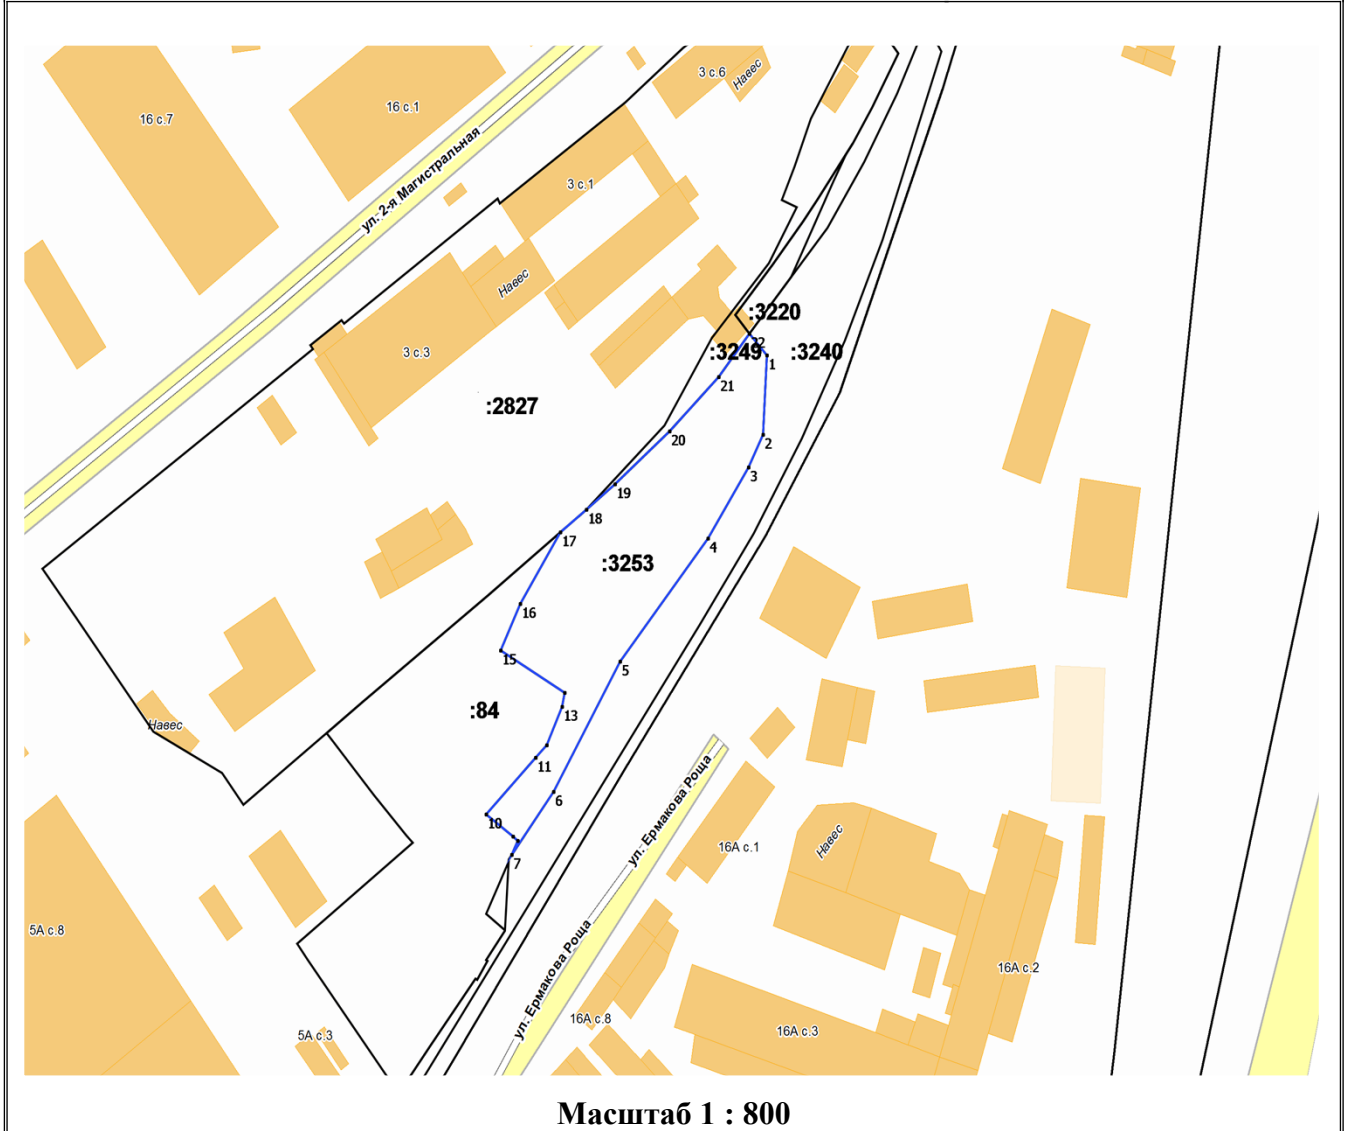 3 с.6
Навес
16 с.7
16 с.1
ул. 2-я Магистральная
3 с.1
Навес
:3220
3 с.3
:3249
22
:3240
1
21
:2827
20
2
3
19
18
17
4
:3253
16
15
5
:84
13
Навес
11
6
10
ул. Ермакова Роща
16А с.1
Навес
7
5А с.8
ул. Ермакова Роща
16А с.2
16А с.8
16А с.3
5А с.3
Масштаб 1 : 800